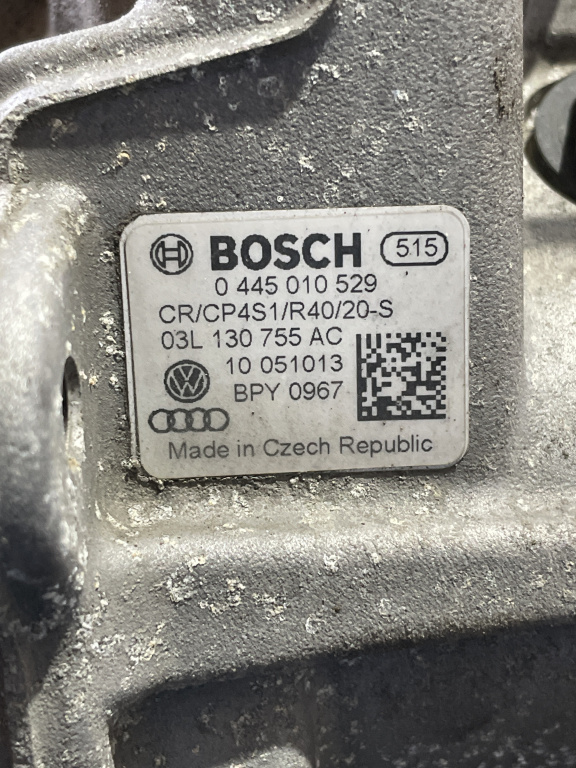 BOSCH 515
0 445 010 529
CR/CP4S1/R40/20-S
03L 130 755 AC
10 051013
BPY 0967
Made in Czech Republic